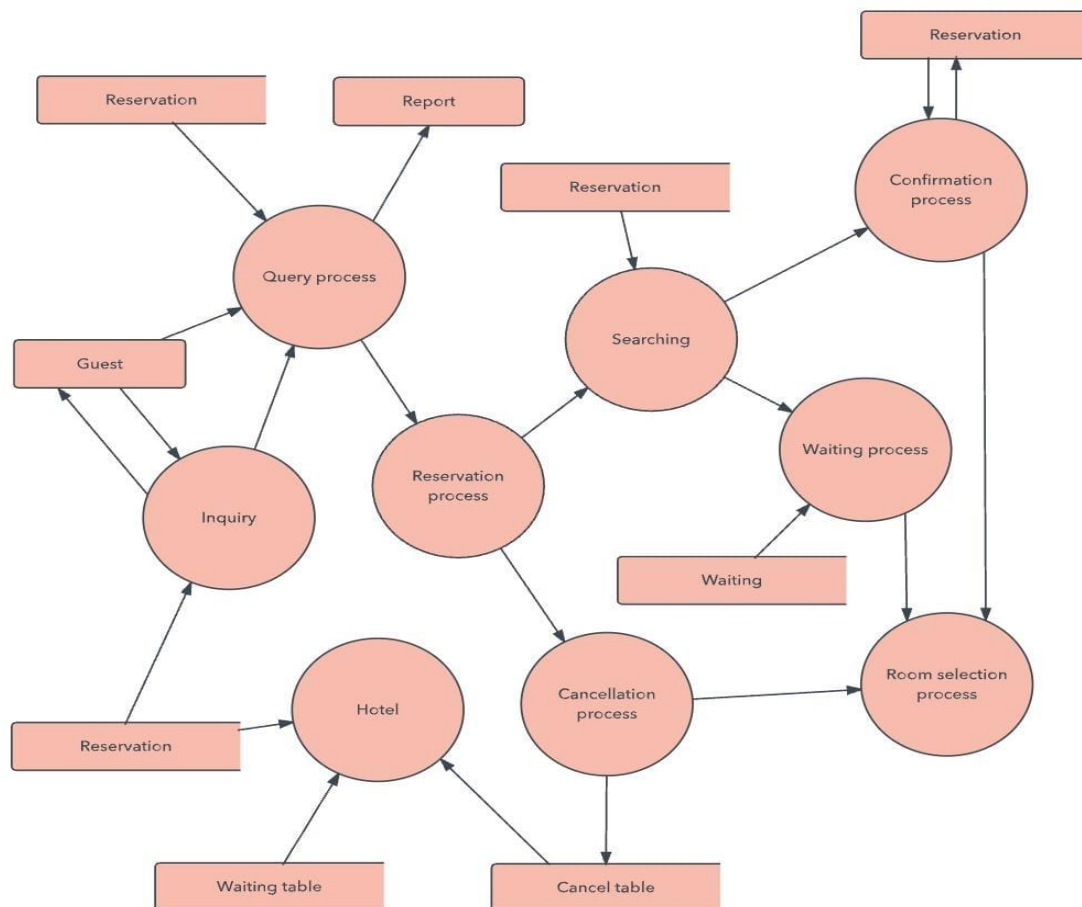 Reservation
Reservation
Report
Reservation
Confirmation
process
Query process
Searching
Guest
Waiting process
Reservation
process
Inquiry
Waiting
Room selection
process
Cancellation
process
Hotel
Reservation
Waiting table
Cancel table